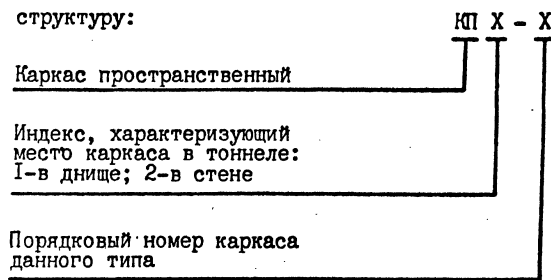 структуру: КП X - X
Каркас пространственный
Индекс, характеризующий
место каркаса в тоннеле:
I-в днище; 2-в стене
Порядковый номер каркаса
данного типа